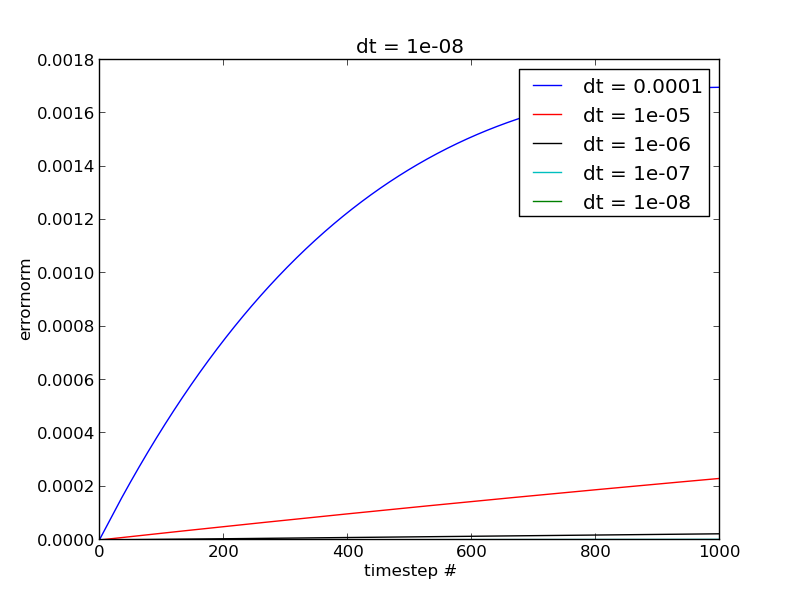 dt = 1e-08
0.0018
0.0016
0.0014
0.0012
0.0010
0.0008
0.0006
0.0004
0.0002
0.0000
errornorm
dt = 0.0001
dt = 1e-05
dt = 1e-06
dt = 1e-07
dt = 1e-08
0 200 400 600 800 1000
timestep #